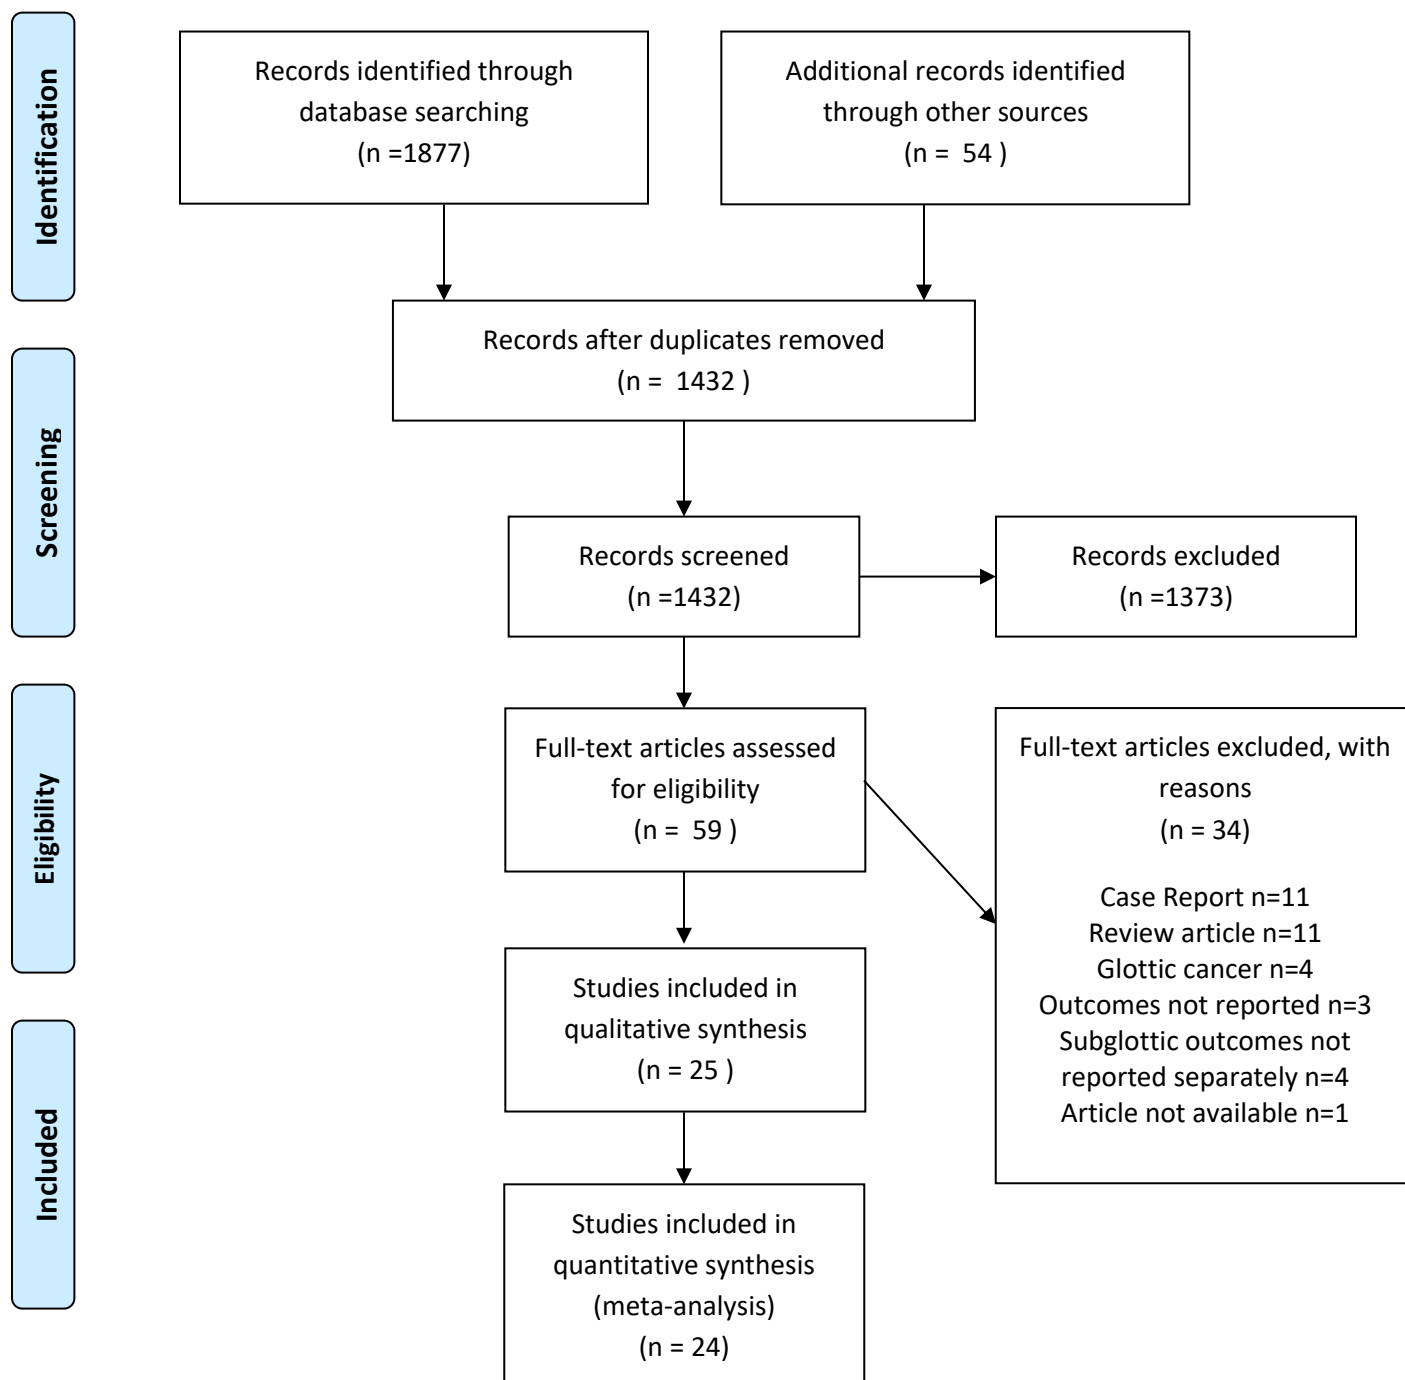 Identification
Records identified through
database searching
(n =1877)
Additional records identified
through other sources
(n =  54 )
Records after duplicates removed
(n =  1432 )
Screening
Records screened
(n =1432)
Records excluded
(n =1373)
Eligibility
Full-text articles assessed
for eligibility
(n =  59 )
Full-text articles excluded, with
reasons
(n = 34)
Case Report n=11
Review article n=11
Glottic cancer n=4
Outcomes not reported n=3
Subglottic outcomes not
reported separately n=4
Article not available n=1
Studies included in
qualitative synthesis
(n = 25 )
Included
Studies included in
quantitative synthesis
(meta-analysis)
(n = 24)